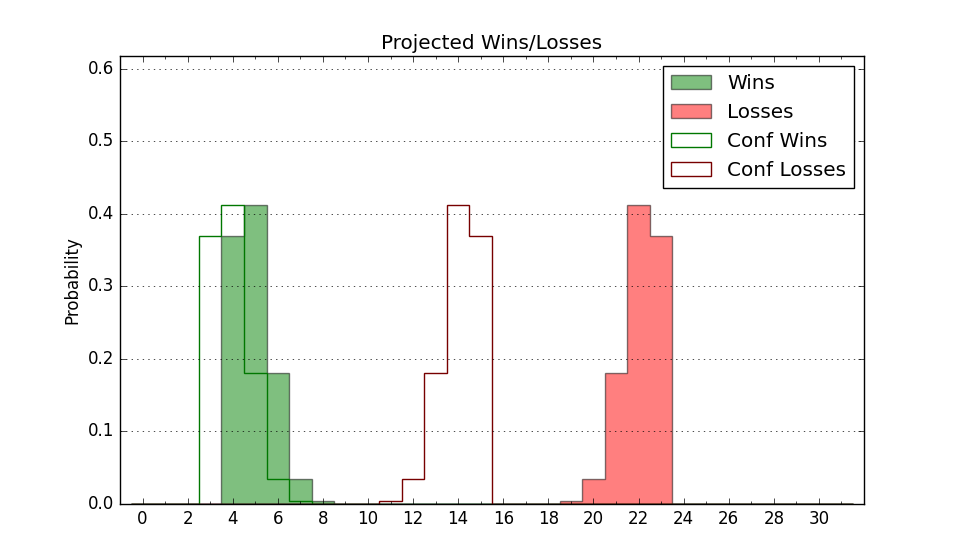 Projected Wins/Losses
Wins
Losses
Conf Wins
Conf Losses
Probability
0.6
0.5
0.4
0.3
0.2
0.1
0.0
0 2 4 6 8 10 12 14 16 18 20 22 24 26 28 30